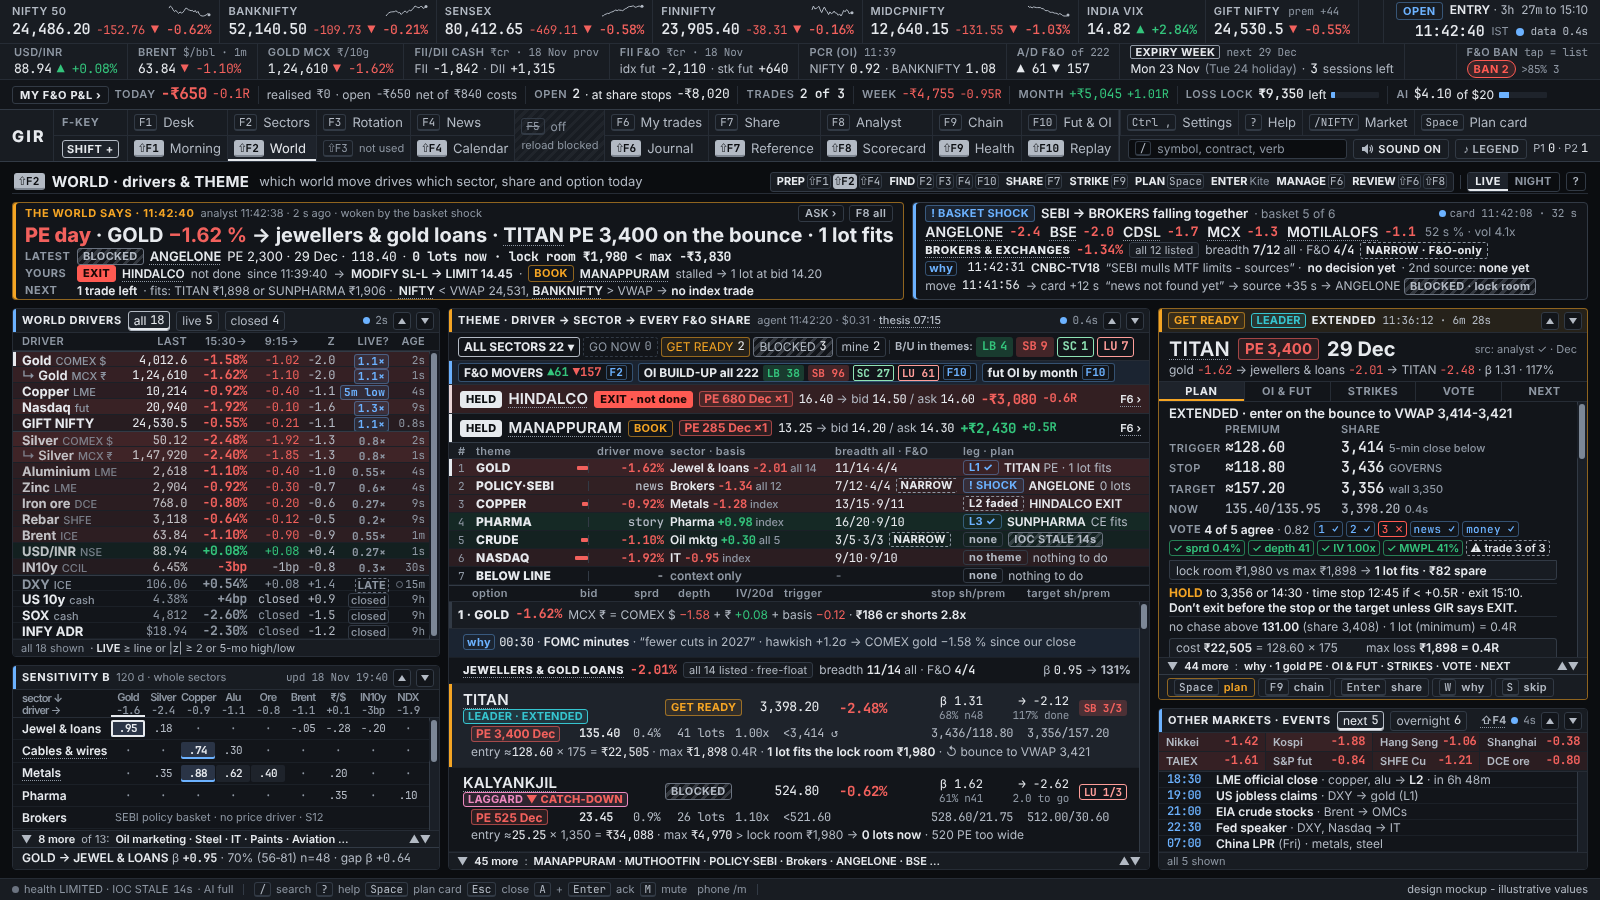 NIFTY 50 BANKNIFTY SENSEX FINNIFTY MIDCPNIFTY INDIA VIX GIFT NIFTY prem +44 OPEN ENTRY · 3h 27m to 15:10
24,486.20 -152.76 ▼ -0.62% 52,140.50 -109.73 ▼ -0.21% 80,412.65 -469.11 ▼ -0.58% 23,905.40 -38.31 ▼ -0.16% 12,640.15 -131.55 ▼ -1.03% 14.82 ▲ +2.84% 24,530.5 ▼ -0.55% 11:42:40 IST ● data 0.4s
USD/INR BRENT $/bbl · 1m GOLD MCX ₹/10g FII/DII CASH ₹cr · 18 Nov prov FII F&O ₹cr · 18 Nov PCR (OI) 11:39 A/D F&O of 222 EXPIRY WEEK next 29 Dec F&O BAN tap = list
88.94 ▲ +0.08% 63.84 ▼ -1.10% 1,24,610 ▼ -1.62% FII -1,842 · DII +1,315 idx fut -2,110 · stk fut +640 NIFTY 0.92 · BANKNIFTY 1.08 ▲ 61 ▼ 157 Mon 23 Nov (Tue 24 holiday) · 3 sessions left BAN 2 >85% 3
MY F&O P&L › TODAY -₹650 -0.1R realised ₹0 · open -₹650 net of ₹840 costs OPEN 2 · at share stops -₹8,020 TRADES 2 of 3 WEEK -₹4,755 -0.95R MONTH +₹5,045 +1.01R LOSS LOCK ₹9,350 left AI $4.10 of $20
GIR F-KEY F1 Desk F2 Sectors F3 Rotation F4 News F5 off F6 My trades F7 Share F8 Analyst F9 Chain F10 Fut & OI Ctrl , Settings ? Help /NIFTY Market Space Plan card
SHIFT + ⇧F1 Morning ⇧F2 World ⇧F3 not used ⇧F4 Calendar reload blocked ⇧F6 Journal ⇧F7 Reference ⇧F8 Scorecard ⇧F9 Health ⇧F10 Replay / symbol, contract, verb SOUND ON ♪ LEGEND P1 0 · P2 1
⇧F2 WORLD · drivers & THEME which world move drives which sector, share and option today PREP ⇧F1 ⇧F2 ⇧F4 FIND F2 F3 F4 F10 SHARE F7 STRIKE F9 PLAN Space ENTER Kite MANAGE F6 REVIEW ⇧F6 ⇧F8 LIVE NIGHT ?
THE WORLD SAYS · 11:42:40 analyst 11:42:38 · 2 s ago · woken by the basket shock ASK › F8 all
PE day · GOLD −1.62 % → jewellers & gold loans · TITAN PE 3,400 on the bounce · 1 lot fits
LATEST BLOCKED ANGELONE PE 2,300 · 29 Dec · 118.40 · 0 lots now · lock room ₹1,980 < max -₹3,830
YOURS EXIT HINDALCO not done since 11:39:40 → MODIFY SL-L → LIMIT 14.45 · BOOK MANAPPURAM stalled → 1 lot at bid 14.20
NEXT 1 trade left · fits: TITAN ₹1,898 or SUNPHARMA ₹1,906 · NIFTY < VWAP 24,531, BANKNIFTY > VWAP → no index trade
! BASKET SHOCK SEBI → BROKERS falling together · basket 5 of 6 ● card 11:42:08 · 32 s
ANGELONE -2.4 BSE -2.0 CDSL -1.7 MCX -1.3 MOTILALOFS -1.1 52 s % · vol 4.1x
BROKERS & EXCHANGES -1.34% all 12 listed breadth 7/12 · F&O 4/4 NARROW · F&O-only
why 11:42:31 CNBC-TV18 "SEBI mulls MTF limits - sources" · no decision yet · 2nd source: none yet
move 11:41:56 → card +12 s "news not found yet" → source +35 s → ANGELONE BLOCKED · lock room
WORLD DRIVERS all 18 live 5 closed 4 ● 2s ▲ ▼
DRIVER LAST 15:30→ 9:15→ Z LIVE? AGE
Gold COMEX $ 4,012.6 -1.58% -1.02 -2.0 1.1× 2s
↳ Gold MCX ₹ 1,24,610 -1.62% -1.10 -2.0 1.1× 1s
Copper LME 10,214 -0.92% -0.40 -1.1 5m low 4s
Nasdaq fut 20,940 -1.92% -0.10 -1.6 1.3× 9s
GIFT NIFTY 24,530.5 -0.55% -0.21 -1.1 1.1× 0.8s
Silver COMEX $ 50.12 -2.48% -1.92 -1.3 0.8× 2s
↳ Silver MCX ₹ 1,47,920 -2.40% -1.85 -1.3 0.8× 1s
Aluminium LME 2,618 -1.10% -0.40 -1.0 0.55× 4s
Zinc LME 2,904 -0.92% -0.30 -0.7 0.6× 4s
Iron ore DCE 768.0 -0.80% -0.20 -0.6 0.27× 9s
Rebar SHFE 3,118 -0.64% -0.12 -0.5 0.2× 9s
Brent ICE 63.84 -1.10% -0.90 -0.9 0.55× 1m
USD/INR NSE 88.94 +0.08% +0.08 +0.4 0.27× 1s
IN10y CCIL 6.45% -3bp -1bp -0.8 0.3× 30s
DXY ICE 106.06 +0.54% +0.08 +1.4 LATE ○15m
US 10y cash 4.38% +4bp closed +0.9 closed 9h
SOX cash 4,812 -2.60% closed -1.5 closed 9h
INFY ADR $18.94 -2.30% closed -1.2 closed 9h
all 18 shown · LIVE ≥ line or |z| ≥ 2 or 5-mo high/low
SENSITIVITY B 120 d · whole sectors upd 18 Nov 19:40 ▲ ▼
sector ↓ Gold Silver Copper Alu Ore Brent ₹/$ IN10y NDX
driver → -1.6 -2.4 -0.9 -1.1 -0.8 -1.1 +0.1 -3bp -1.9
Jewel & loans .95 .18 · · · -.05 -.28 -.20 ·
Cables & wires · · .74 .30 · · · · ·
Metals · .35 .88 .62 .40 · .20 · ·
Pharma · · · · · · .35 · .10
Brokers SEBI policy basket · no price driver · S12
▼ 8 more of 13: Oil marketing · Steel · IT · Paints · Aviation ... ▲▼
GOLD → JEWEL & LOANS β +0.95 · 70% (56-81) n=48 · gap β +0.64
THEME · DRIVER → SECTOR → EVERY F&O SHARE agent 11:42:20 · $0.31 · thesis 07:15 ● 0.4s ▲ ▼
ALL SECTORS 22 ▾ GO NOW 0 GET READY 2 BLOCKED 3 mine 2 B/U in themes: LB 4 SB 9 SC 1 LU 7
F&O MOVERS ▲61 ▼157 F2 OI BUILD-UP all 222 LB 38 SB 96 SC 27 LU 61 F10 fut OI by month F10
HELD HINDALCO EXIT · not done PE 680 Dec ×1 16.40 → bid 14.50 / ask 14.60 -₹3,080 -0.6R F6 ›
HELD MANAPPURAM BOOK PE 285 Dec ×1 13.25 → bid 14.20 / ask 14.30 +₹2,430 +0.5R F6 ›
# theme driver move sector · basis breadth all · F&O leg · plan
1 GOLD -1.62% Jewel & loans -2.01 all 14 11/14·4/4 L1 ✓ TITAN PE · 1 lot fits
2 POLICY·SEBI news Brokers -1.34 all 12 7/12·4/4 NARROW ! SHOCK ANGELONE 0 lots
3 COPPER -0.92% Metals -1.28 index 13/15·9/11 L2 faded HINDALCO EXIT
4 PHARMA story Pharma +0.98 index 16/20·9/10 L3 ✓ SUNPHARMA CE fits
5 CRUDE -1.10% Oil mktg +0.30 all 5 3/5·3/3 NARROW none IOC STALE 14s
6 NASDAQ -1.92% IT -0.95 index 9/10·9/10 no theme nothing to do
7 BELOW LINE - context only - none nothing to do
option bid sprd depth IV/20d trigger stop sh/prem target sh/prem
1 · GOLD -1.62% MCX ₹ = COMEX $ −1.58 + ₹ +0.08 + basis −0.12 · ₹186 cr shorts 2.8x
why 00:30 · FOMC minutes · "fewer cuts in 2027" · hawkish +1.2σ → COMEX gold −1.58 % since our close
JEWELLERS & GOLD LOANS -2.01% all 14 listed · free-float breadth 11/14 all · F&O 4/4 β 0.95 → 131%
TITAN GET READY 3,398.20 -2.48% β 1.31 → -2.12 SB 3/3
LEADER · EXTENDED 68% n48 117% done
PE 3,400 Dec 135.40 0.4% 41 lots 1.00x <3,414 ↺ 3,436/118.80 3,356/157.20
entry ≈128.60 × 175 = ₹22,505 · max ₹1,898 0.4R · 1 lot fits the lock room ₹1,980 · ↺ bounce to VWAP 3,421
KALYANKJIL BLOCKED 524.80 -0.62% β 1.62 → -1.02 LU 1/3
LAGGARD ▼ CATCH-DOWN 61% n41 2.0 to go
PE 525 Dec 23.45 0.9% 26 lots 1.10x <521.60 528.60/21.75 512.00/30.60
entry ≈25.25 × 1,350 = ₹34,088 · max ₹4,970 > lock room ₹1,980 → 0 lots now · 520 PE too wide
▼ 45 more : MANAPPURAM · MUTHOOTFIN · POLICY·SEBI · Brokers · ANGELONE · BSE ... ▲▼
GET READY LEADER EXTENDED 11:36:12 · 6m 28s ▲ ▼
TITAN PE 3,400 29 Dec src: analyst ✓ · Dec
gold -1.62 → jewellers & gold loans -2.01 → TITAN -2.48 · β 1.31 · 117%
PLAN OI & FUT STRIKES VOTE NEXT
EXTENDED · enter on the bounce to VWAP 3,414-3,421
PREMIUM SHARE
TRIGGER ≈128.60 3,414 5-min close below
STOP ≈118.80 3,436 GOVERNS
TARGET ≈157.20 3,356 wall 3,350
NOW 135.40/135.95 3,398.20 0.4s
VOTE 4 of 5 agree · 0.82 1 ✓ 2 ✓ 3 × news ✓ money ✓
✓ sprd 0.4% ✓ depth 41 ✓ IV 1.00x ✓ MWPL 41% ⚠ trade 3 of 3
lock room ₹1,980 vs max ₹1,898 → 1 lot fits · ₹82 spare
HOLD to 3,356 or 14:30 · time stop 12:45 if < +0.5R · exit 15:10.
Don't exit before the stop or the target unless GIR says EXIT.
no chase above 131.00 (share 3,408) · 1 lot (minimum) = 0.4R
cost ₹22,505 = 128.60 × 175 max loss ₹1,898 = 0.4R
▼ 44 more : why · 1 gold PE · OI & FUT · STRIKES · VOTE · NEXT ▲▼
Space plan F9 chain Enter share W why S skip
OTHER MARKETS · EVENTS next 5 overnight 6 ⇧F4 ● 4s ▲ ▼
Nikkei -1.42 Kospi -1.88 Hang Seng -1.06 Shanghai -0.38
TAIEX -1.61 S&P fut -0.84 SHFE Cu -1.21 DCE ore -0.80
18:30 LME official close · copper, alu → L2 · in 6h 48m
19:00 US jobless claims · DXY → gold (L1)
21:00 EIA crude stocks · Brent → OMCs
22:30 Fed speaker · DXY, Nasdaq → IT
07:00 China LPR (Fri) · metals, steel
all 5 shown
● health LIMITED · IOC STALE 14s · AI full / search ? help Space plan card Esc close A + Enter ack M mute phone /m design mockup - illustrative values